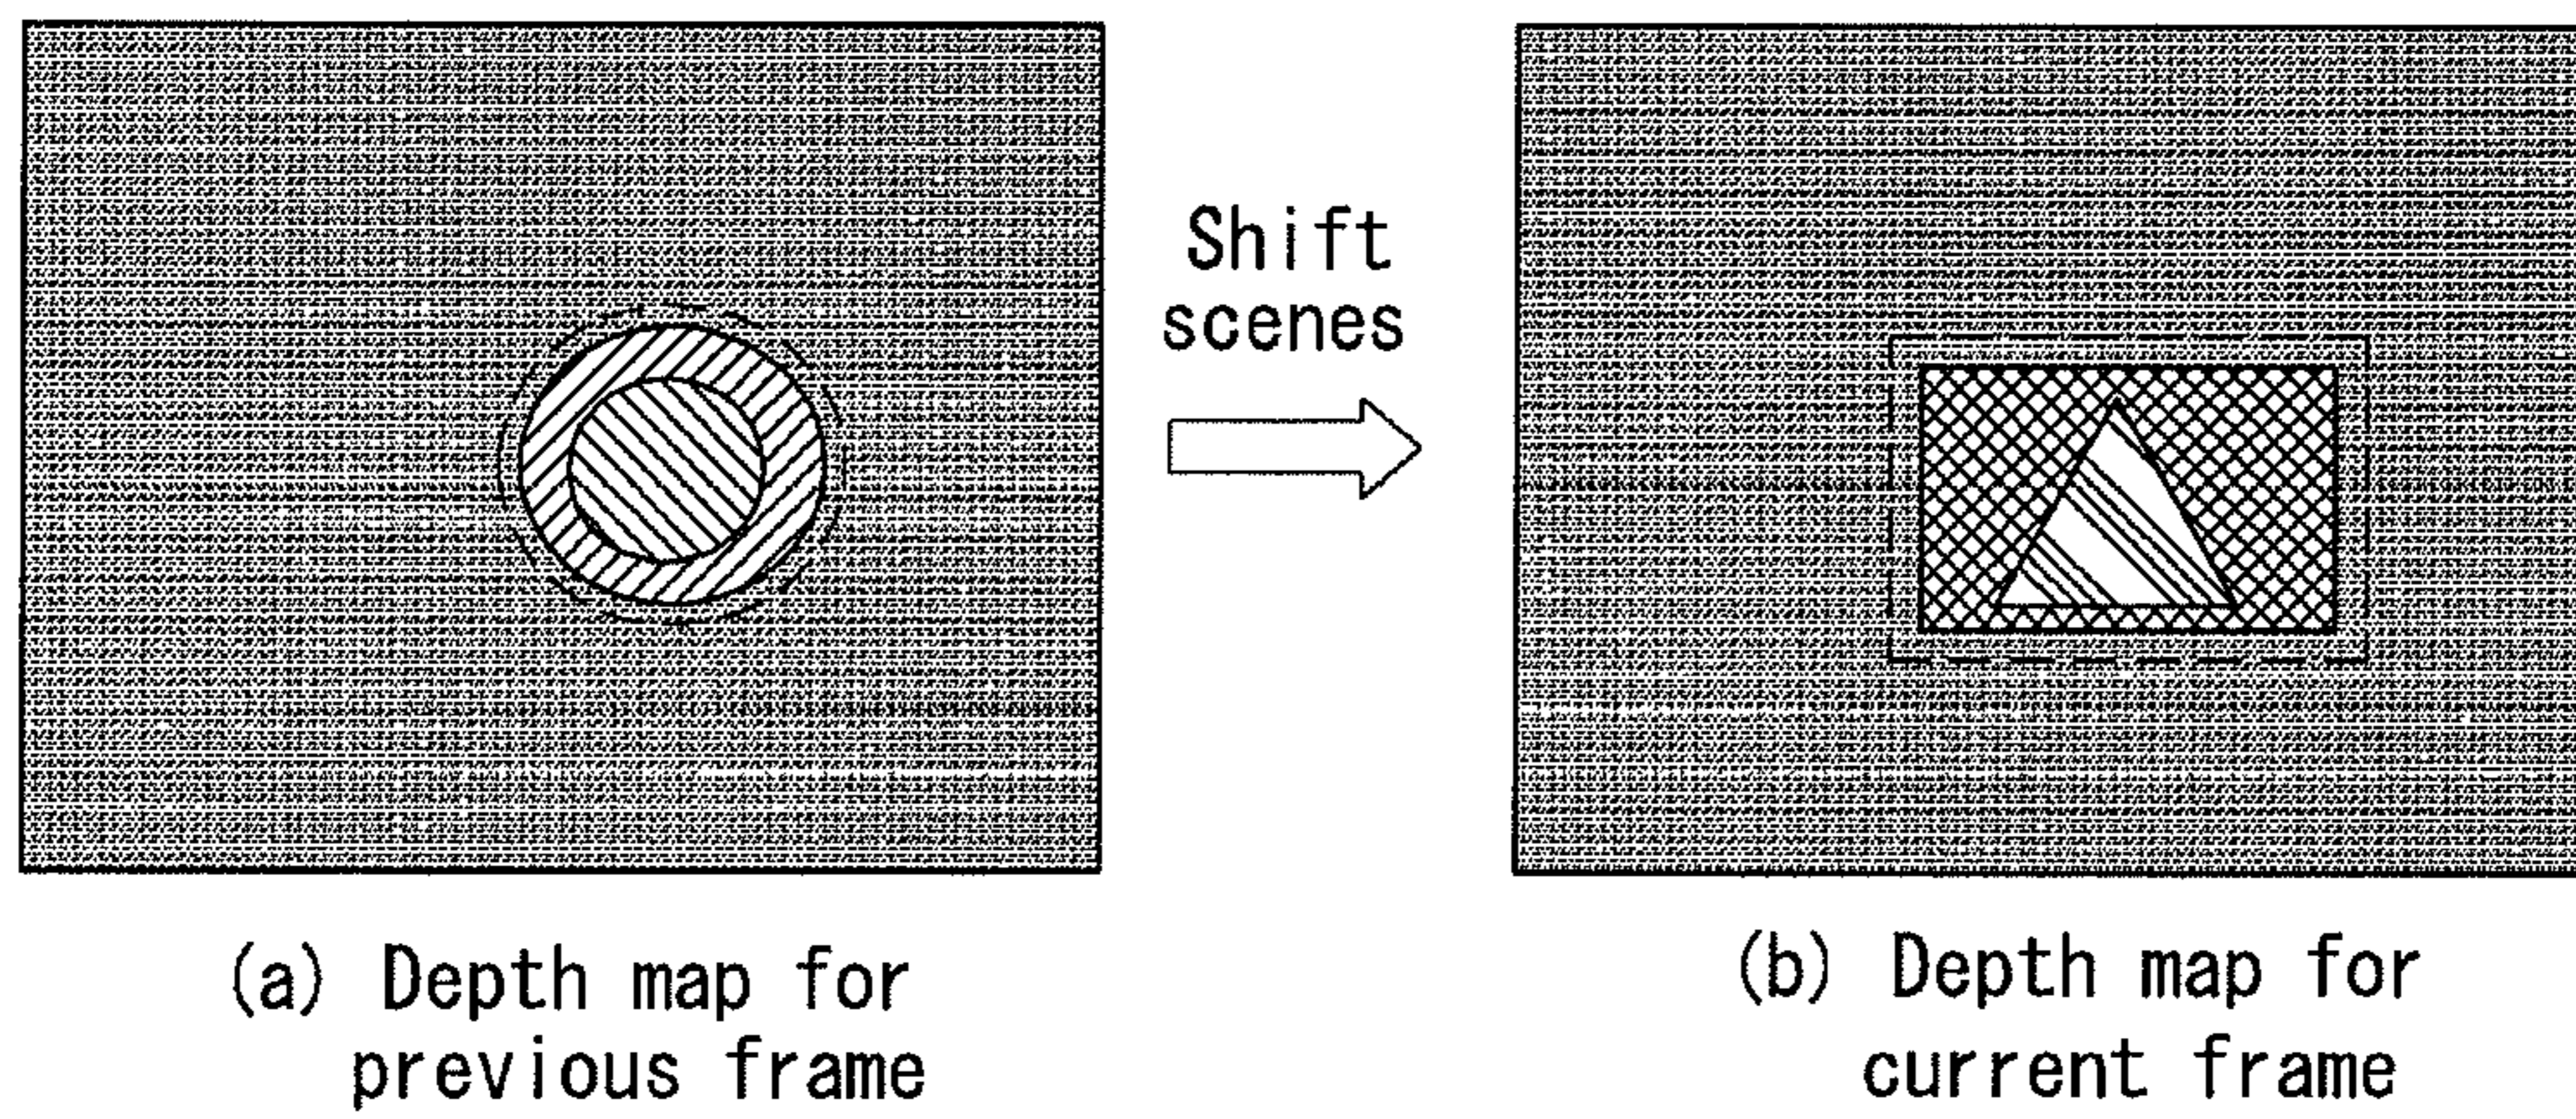 Shift
scenes
(a) Depth map for
previous frame
(b) Depth map for
current frame